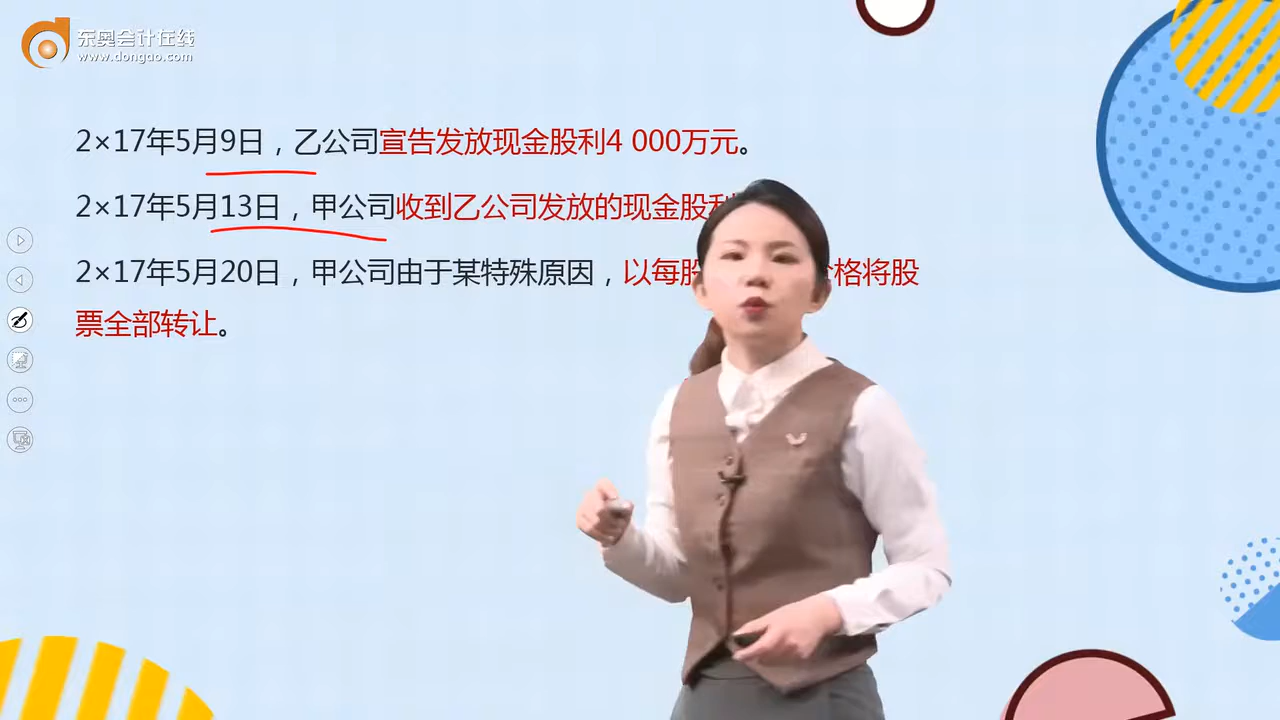 东奥会计在线
www.dongao.com
2×17年5月9日，乙公司宣告发放现金股利4 000万元。
2×17年5月13日，甲公司收到乙公司发放的现金股利
2×17年5月20日，甲公司由于某特殊原因，以每股价格将股
票全部转让。